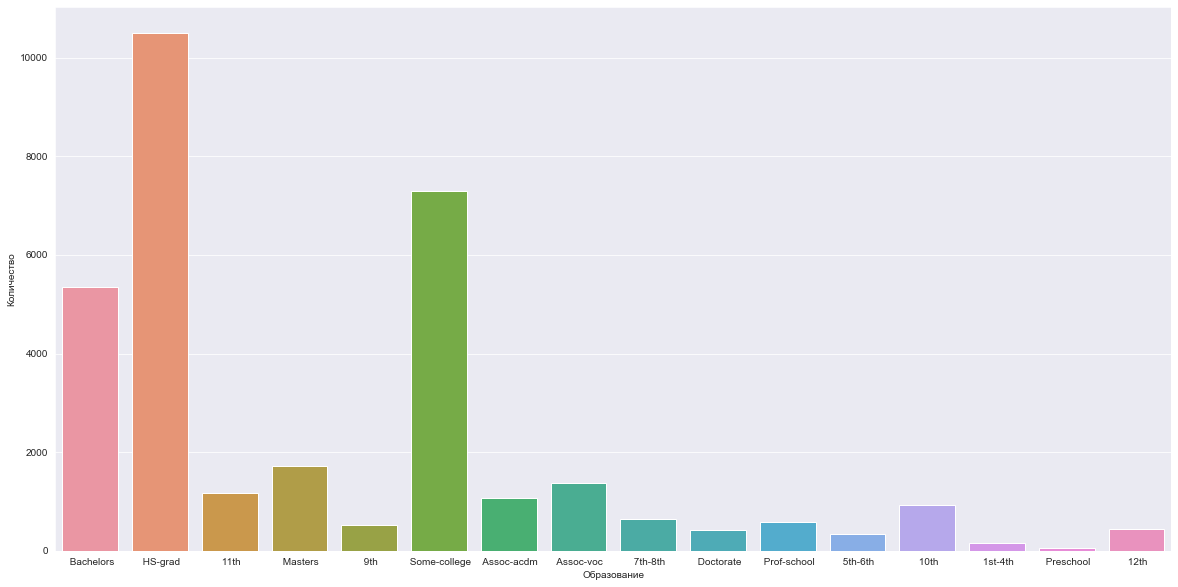 Количество
10000
8000
6000
4000
2000
0
Bachelors HS-grad 11th Masters 9th Some-college Assoc-acdm Assoc-voc 7th-8th Doctorate Prof-school 5th-6th 10th 1st-4th Preschool 12th
Образование